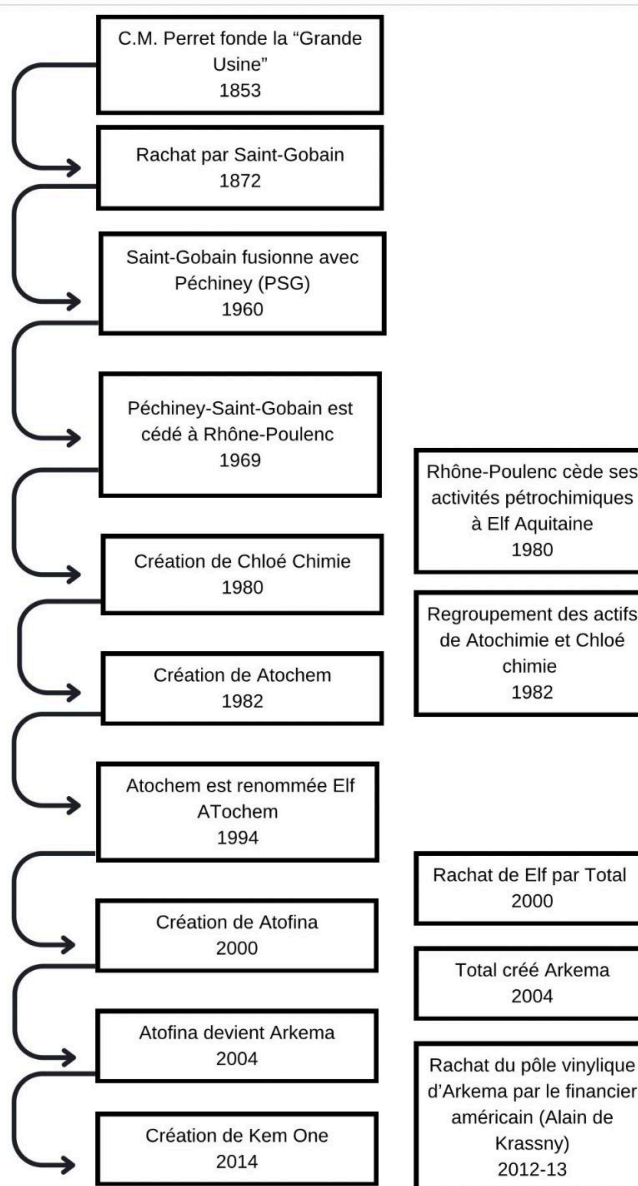 C.M. Perret fonde la “Grande
Usine”
1853
Rachat par Saint-Gobain
1872
Saint-Gobain fusionne avec
Péchiney (PSG)
1960
Péchiney-Saint-Gobain est
cédé à Rhône-Poulenc
1969
Rhône-Poulenc cède ses
activités pétrochimiques
à Elf Aquitaine
1980
Création de Chloé Chimie
1980
Regroupement des actifs
de Atochimie et Chloé
chimie
1982
Création de Atochem
1982
Atochem est renommée Elf
ATochem
1994
Rachat de Elf par Total
2000
Création de Atofina
2000
Total créé Arkema
2004
Atofina devient Arkema
2004
Rachat du pôle vinylique
d’Arkema par le financier
américain (Alain de
Krassny)
2012-13
Création de Kem One
2014